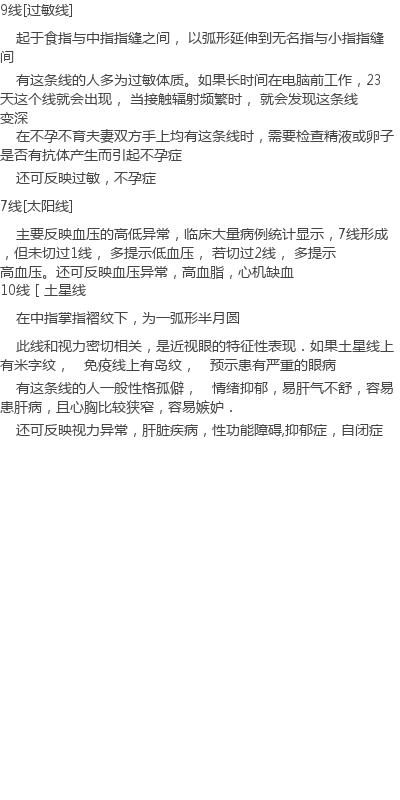 9线[过敏线]
起于食指与中指指缝之间， 以弧形延伸到无名指与小指指缝
间
有这条线的人多为过敏体质。如果长时间在电脑前工作，23
天这个线就会出现， 当接触辐射频繁时， 就会发现这条线
变深
在不孕不育夫妻双方手上均有这条线时，需要检查精液或卵子
是否有抗体产生而引起不孕症
还可反映过敏，不孕症
7线[太阳线]
主要反映血压的高低异常，临床大量病例统计显示，7线形成
，但未切过1线， 多提示低血压， 若切过2线， 多提示
高血压。还可反映血压异常，高血脂，心机缺血
10线 [ 土星线
在中指掌指褶纹下，为一弧形半月圆
此线和视力密切相关，是近视眼的特征性表现．如果土星线上
有米字纹， 免疫线上有岛纹， 预示患有严重的眼病
有这条线的人一般性格孤僻， 情绪抑郁，易肝气不舒，容易
患肝病，且心胸比较狭窄，容易嫉妒．
还可反映视力异常，肝脏疾病，性功能障碍,抑郁症，自闭症